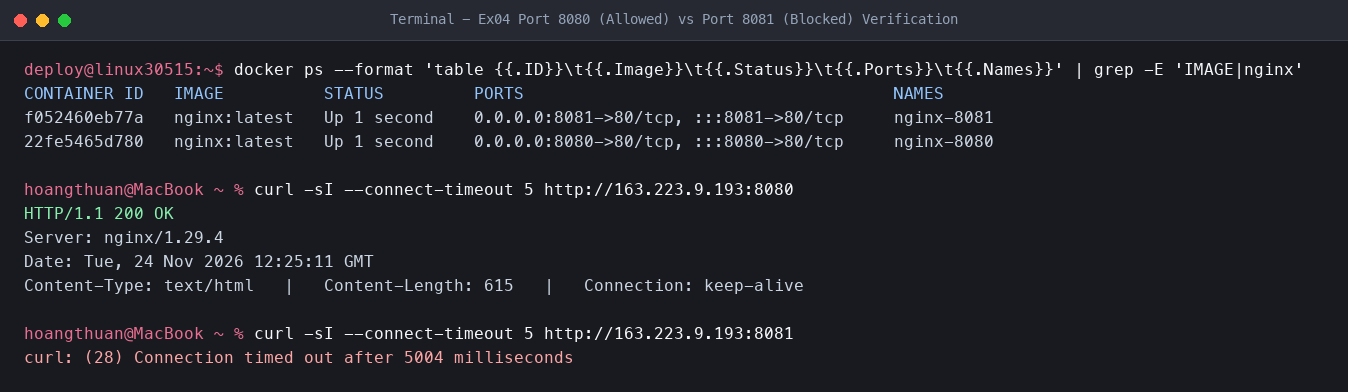 Terminal − Ex04 Port 8080 (Allowed) vs Port 8081 (Blocked) Verification
deploy@linux30515:~$ docker ps −−format 'table {{.ID}}\t{{.Image}}\t{{.Status}}\t{{.Ports}}\t{{.Names}}' | grep −E 'IMAGE|nginx'
CONTAINER ID   IMAGE          STATUS         PORTS                                     NAMES
f052460eb77a   nginx:latest   Up 1 second    0.0.0.0:8081−>80/tcp, :::8081−>80/tcp     nginx−8081
22fe5465d780   nginx:latest   Up 1 second    0.0.0.0:8080−>80/tcp, :::8080−>80/tcp     nginx−8080
hoangthuan@MacBook ~ % curl −sI −−connect−timeout 5 http://163.223.9.193:8080
HTTP/1.1 200 OK
Server: nginx/1.29.4
Date: Tue, 24 Nov 2026 12:25:11 GMT
Content−Type: text/html   |   Content−Length: 615   |   Connection: keep−alive
hoangthuan@MacBook ~ % curl −sI −−connect−timeout 5 http://163.223.9.193:8081
curl: (28) Connection timed out after 5004 milliseconds